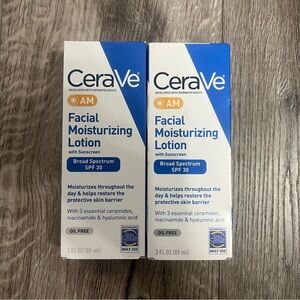 CeraVe
DEVELOPED WITH DERMATOLOGISTS
AM
Facial
Moisturizing
Lotion
with Sunscreen
Broad Spectrum
SPF 30
Moisturizes throughout the
day & helps restore the
protective skin barrier
With 3 essential ceramides,
niacinamide & hyaluronic acid
OIL FREE
3 FL OZ (89 ml)
DAILY USE
CeraVe
DEVELOPED WITH DERMATOLOGISTS
AM
Facial
Moisturizing
Lotion
with Sunscreen
Broad Spectrum
SPF 30
Moisturizes throughout the
day & helps restore the
protective skin barrier
With 3 essential ceramides,
niacinamide & hyaluronic acid
OIL FREE
3 FL OZ (89 ml)
DAILY USE